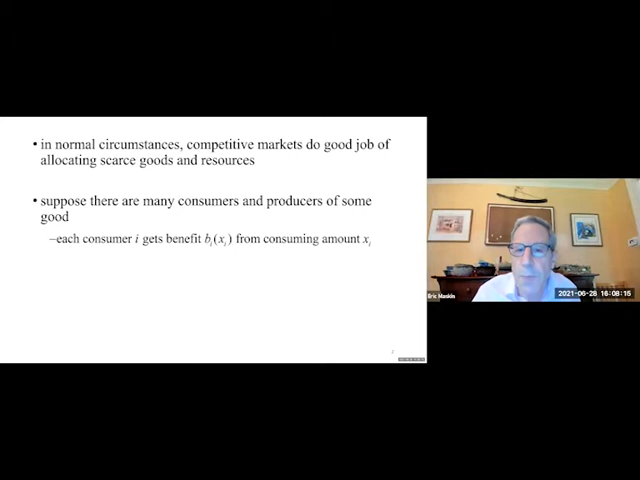 • in normal circumstances, competitive markets do good job of
allocating scarce goods and resources
• suppose there are many consumers and producers of some
good
–each consumer i gets benefit bᵢ(xᵢ) from consuming amount xᵢ
Eric Maskin
2021-06-28 16:08:15